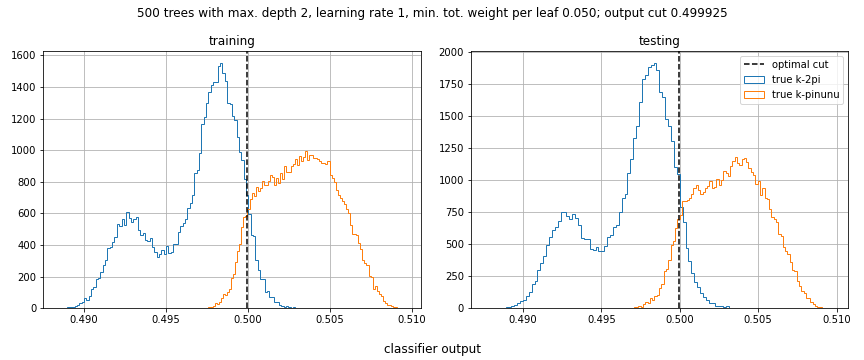 500 trees with max. depth 2, learning rate 1, min. tot. weight per leaf 0.050; output cut 0.499925
training
1600
1400
1200
1000
800
600
400
200
0
0.490 0.495 0.500 0.505 0.510
testing
2000
1750
1500
1250
1000
750
500
250
0
0.490 0.495 0.500 0.505 0.510
optimal cut
true k-2pi
true k-pinunu
classifier output